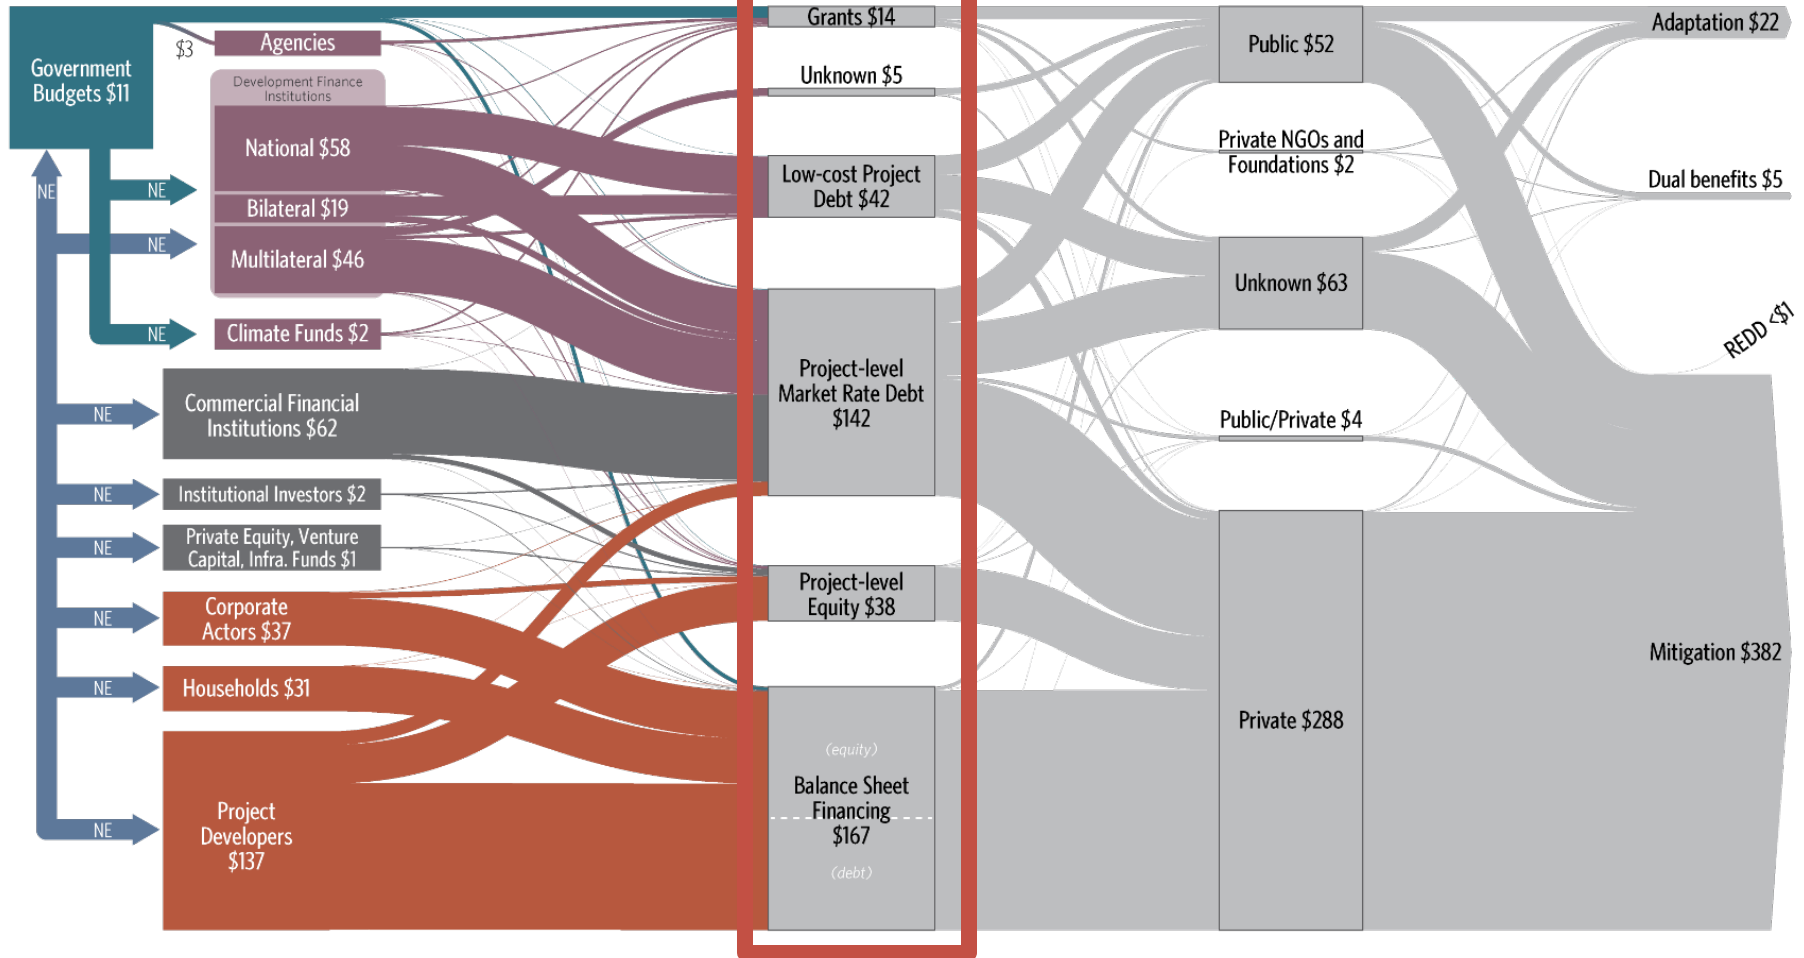 Government
Budgets $11
$3
Agencies
Development Finance
Institutions
National $58
Bilateral $19
Multilateral $46
Climate Funds $2
NE
NE
NE
NE
Commercial Financial
Institutions $62
NE
Institutional Investors $2
NE
Private Equity, Venture
Capital, Infra. Funds $1
NE
Corporate
Actors $37
NE
Households $31
NE
Project
Developers
$137
NE
Grants $14
Unknown $5
Low-cost Project
Debt $42
Project-level
Market Rate Debt
$142
Project-level
Equity $38
(equity)
Balance Sheet
Financing
$167
(debt)
Public $52
Private NGOs and
Foundations $2
Unknown $63
Public/Private $4
Private $288
Adaptation $22
Dual benefits $5
REDD <$1
Mitigation $382